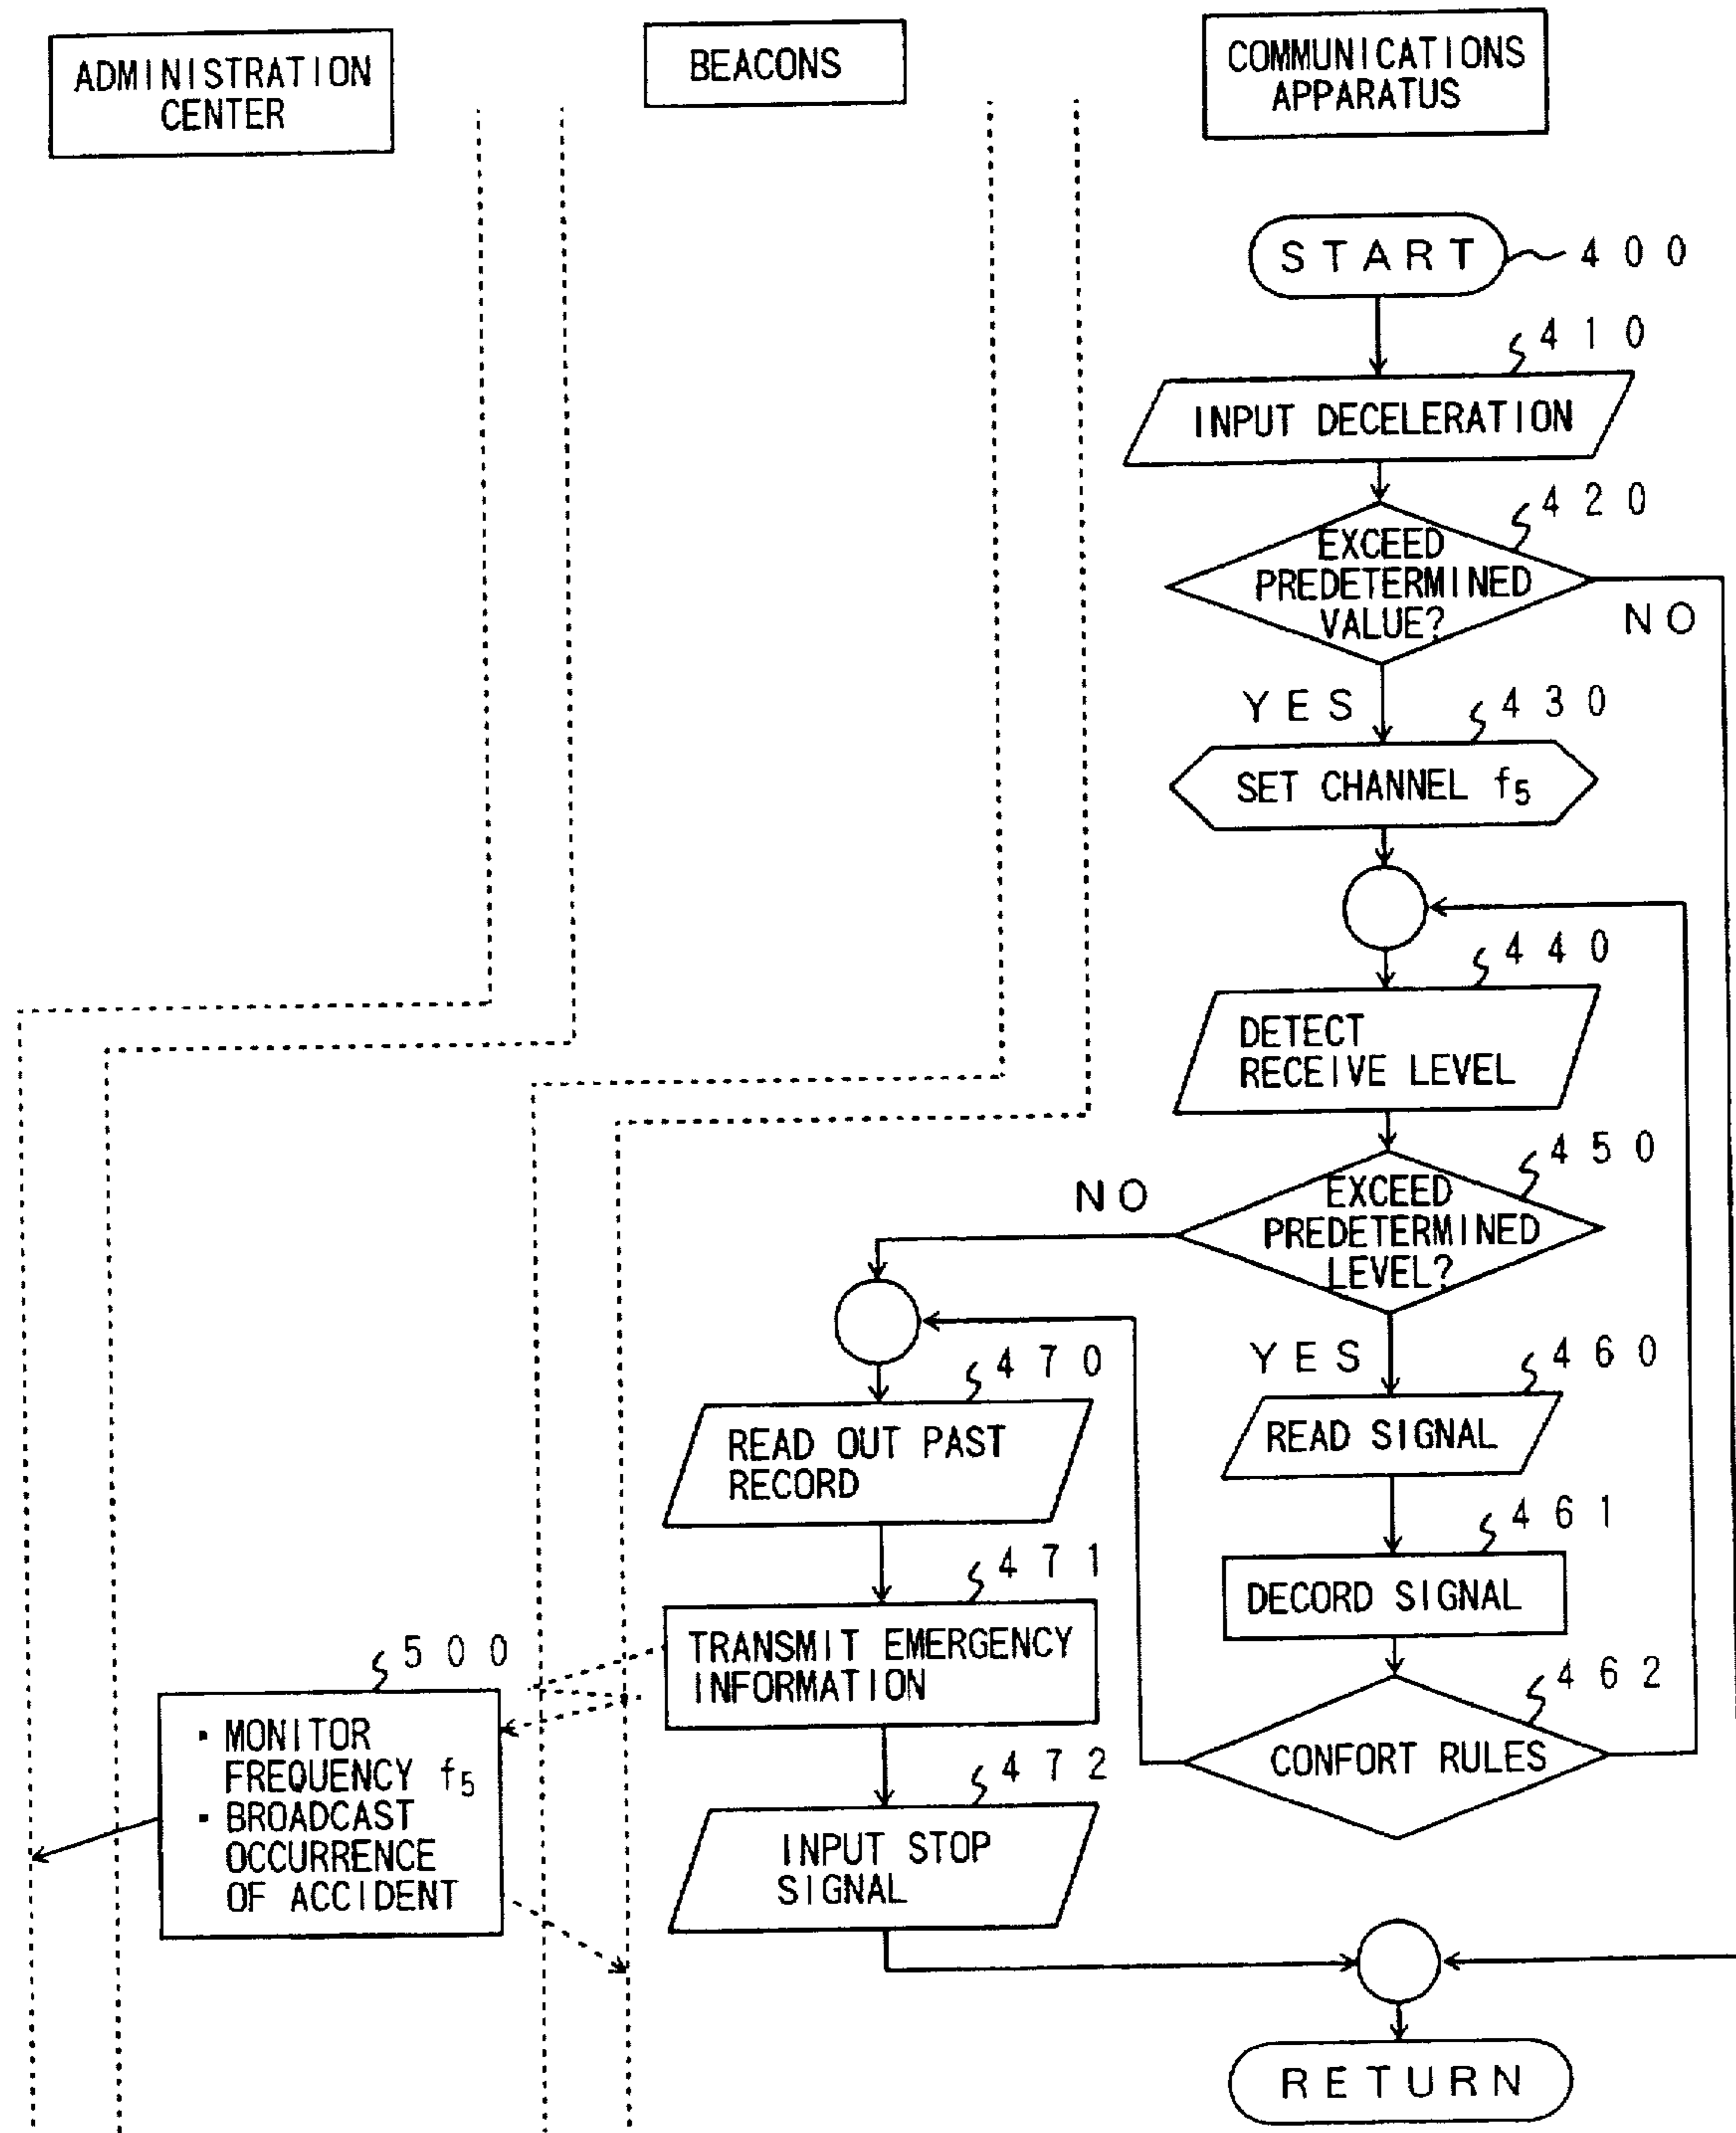 ADMINISTRATION
CENTER
BEACONS
COMMUNICATIONS
APPARATUS
START
400
410
INPUT DECELERATION
420
EXCEED
PREDETERMINED
VALUE?
NO
YES
430
SET CHANNEL f5
440
DETECT
RECEIVE LEVEL
450
EXCEED
PREDETERMINED
LEVEL?
NO
YES
460
READ SIGNAL
461
DECORD SIGNAL
462
CONFORT RULES
470
READ OUT PAST
RECORD
471
TRANSMIT EMERGENCY
INFORMATION
472
INPUT STOP
SIGNAL
500
▪ MONITOR
FREQUENCY f5
▪ BROADCAST
OCCURRENCE
OF ACCIDENT
RETURN